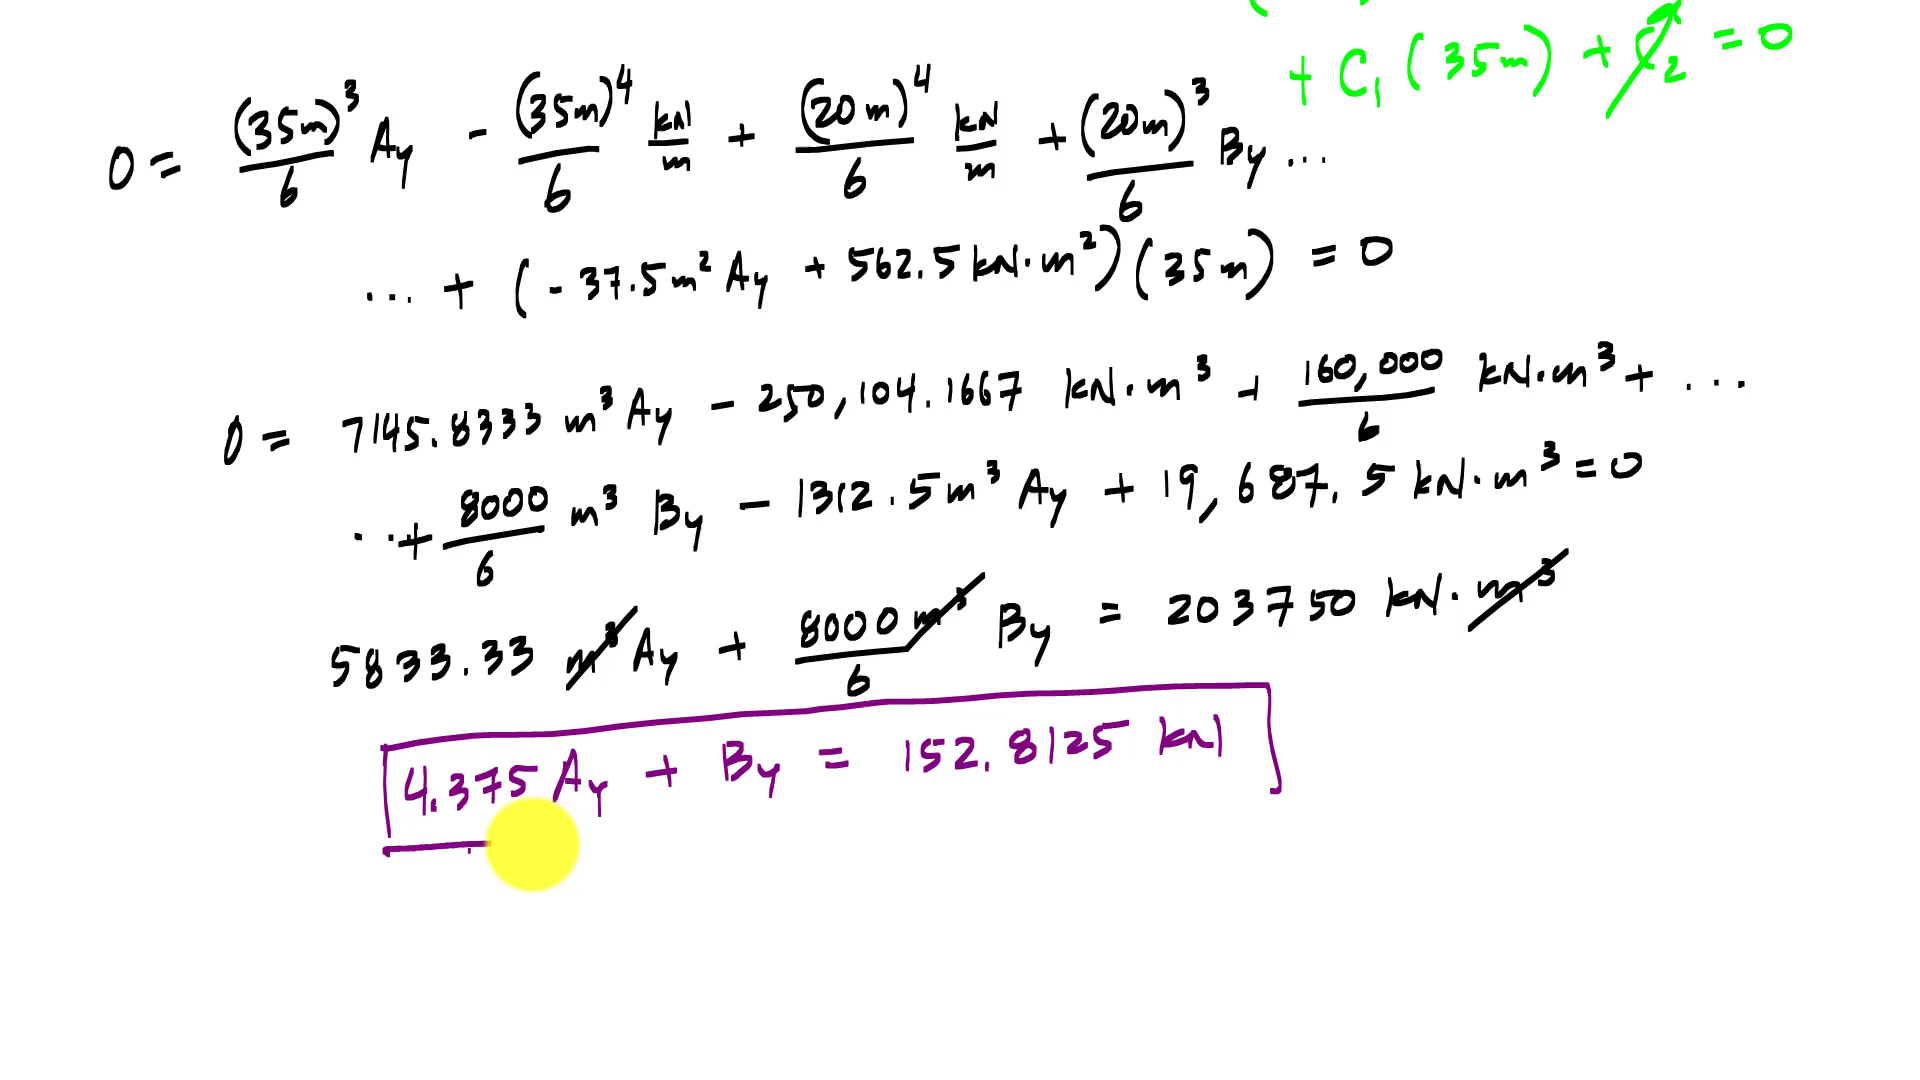 + C₁ (35m) + C₂ = 0
0 = (35m)³/6 Ay - (35m)⁴/6 kN/m + (20m)⁴/6 kN/m + (20m)³/6 By ...
... + (-37.5m² Ay + 562.5 kN·m²)(35m) = 0
0 = 7145.8333 m³ Ay - 250,104.1667 kN·m³ + 160,000/6 kN·m³ + ...
...+ 8000/6 m³ By - 1312.5m³ Ay + 19,687.5 kN·m³ = 0
5833.33 m³ Ay + 8000m³/6 By = 203750 kN·m³
4.375 Ay + By = 152.8125 kN